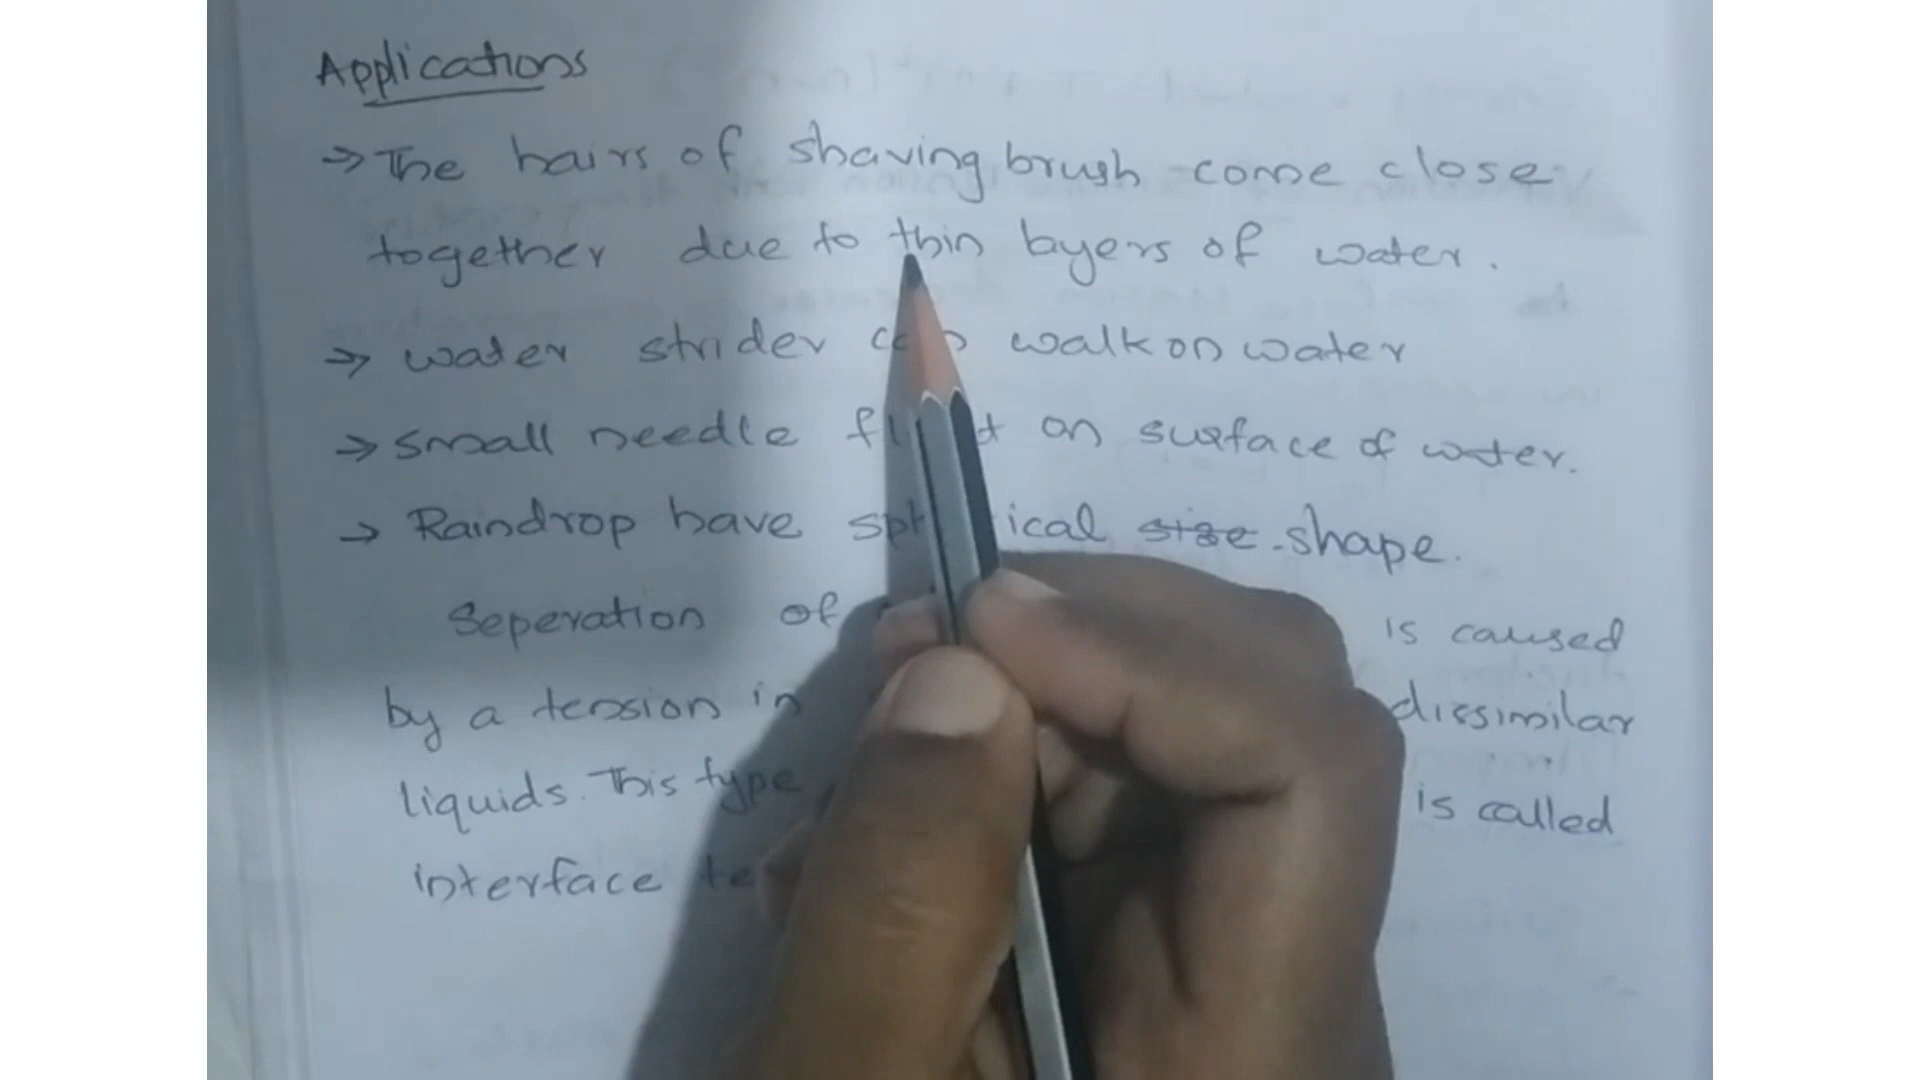 Applications
→ The hairs of shaving brush come close
together due to thin layers of water.
→ water strider walk on water
→ small needle on surface of water.
→ Raindrop have size shape.
Seperation of is caused
by a tension in dissimilar
liquids. This type is called
interface